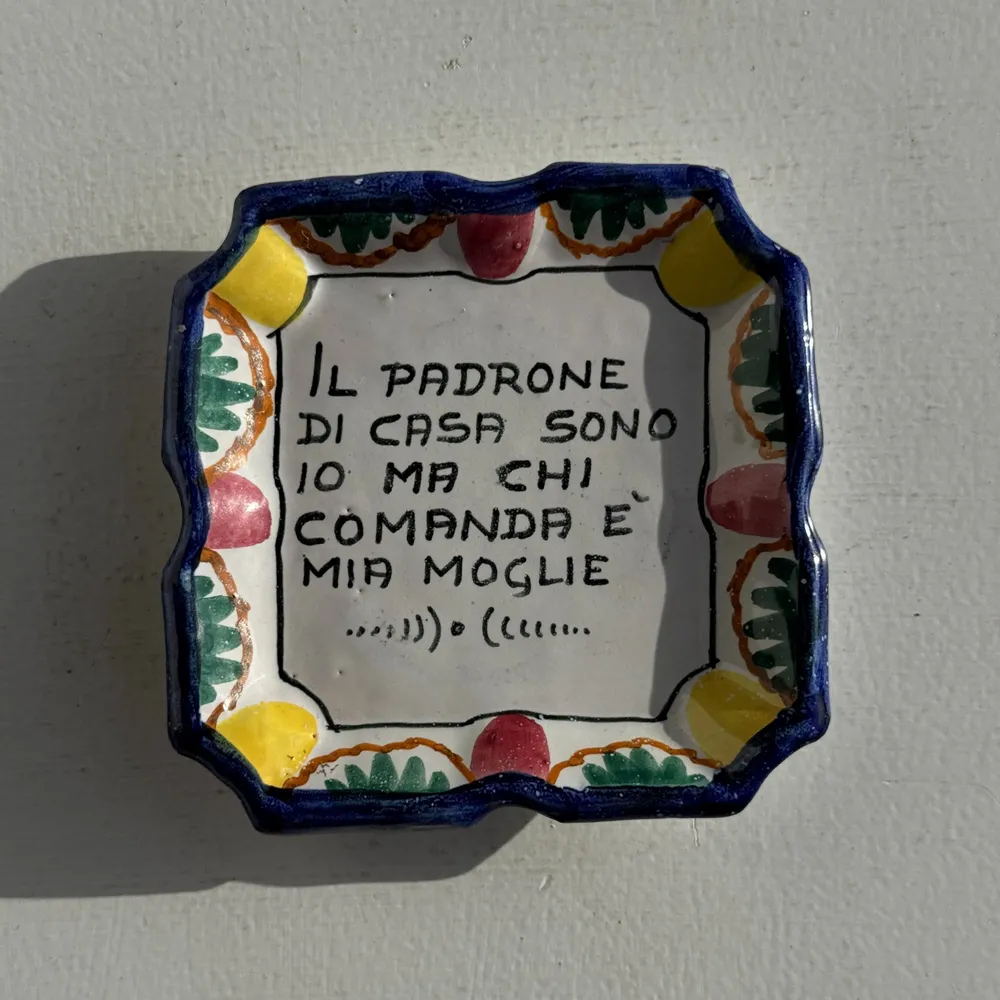 IL PADRONE
DI CASA SONO
IO MA CHI
COMANDA È
MIA MOGLIE